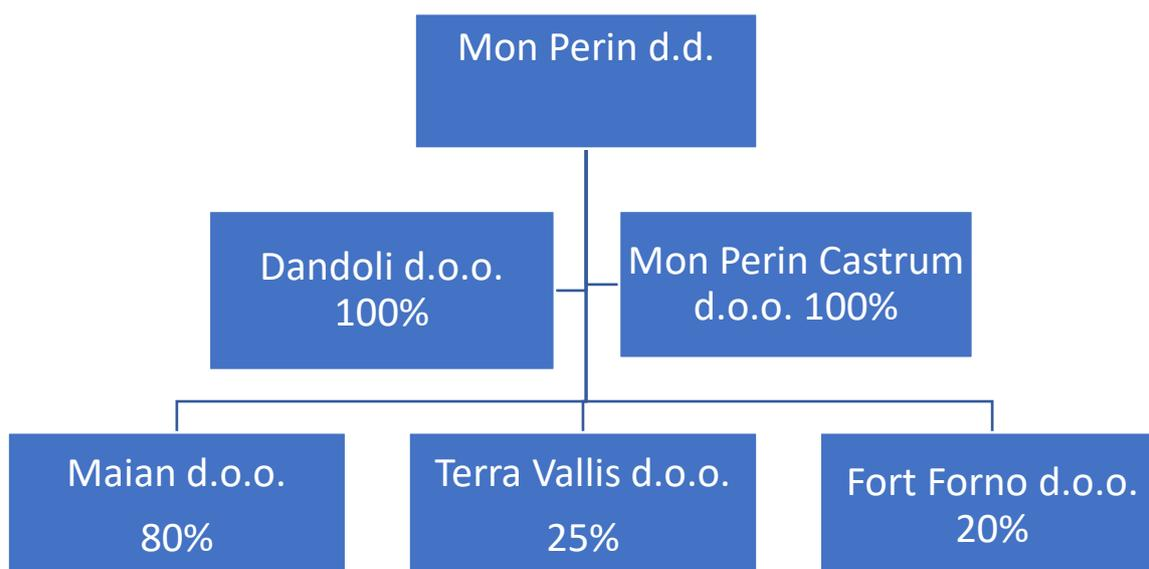 Mon Perin d.d.
Dandoli d.o.o.
100%
Mon Perin Castrum
d.o.o. 100%
Maian d.o.o.
80%
Terra Vallis d.o.o.
25%
Fort Forno d.o.o.
20%